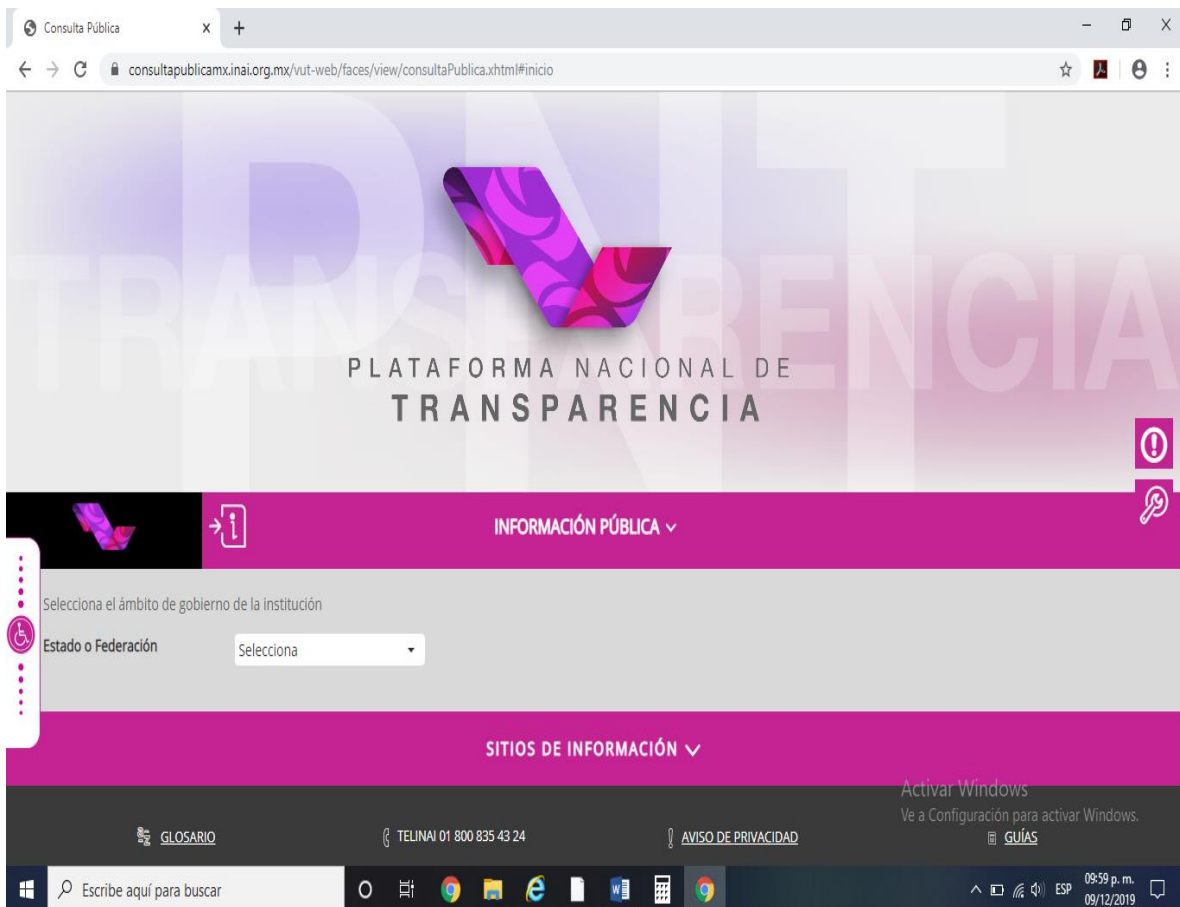 Consulta Pública
consultapublicamx.inai.org.mx/vut-web/faces/view/consultaPublica.xhtml#inicio
PNT
TRANSPARENCIA
PLATAFORMA NACIONAL DE
TRANSPARENCIA
INFORMACIÓN PÚBLICA
Selecciona el ámbito de gobierno de la institución
Estado o Federación
Selecciona
SITIOS DE INFORMACIÓN
Activar Windows
Ve a Configuración para activar Windows.
GLOSARIO
TELINAI 01 800 835 43 24
AVISO DE PRIVACIDAD
GUÍAS
Escribe aquí para buscar
ESP
09:59 p. m.
09/12/2019